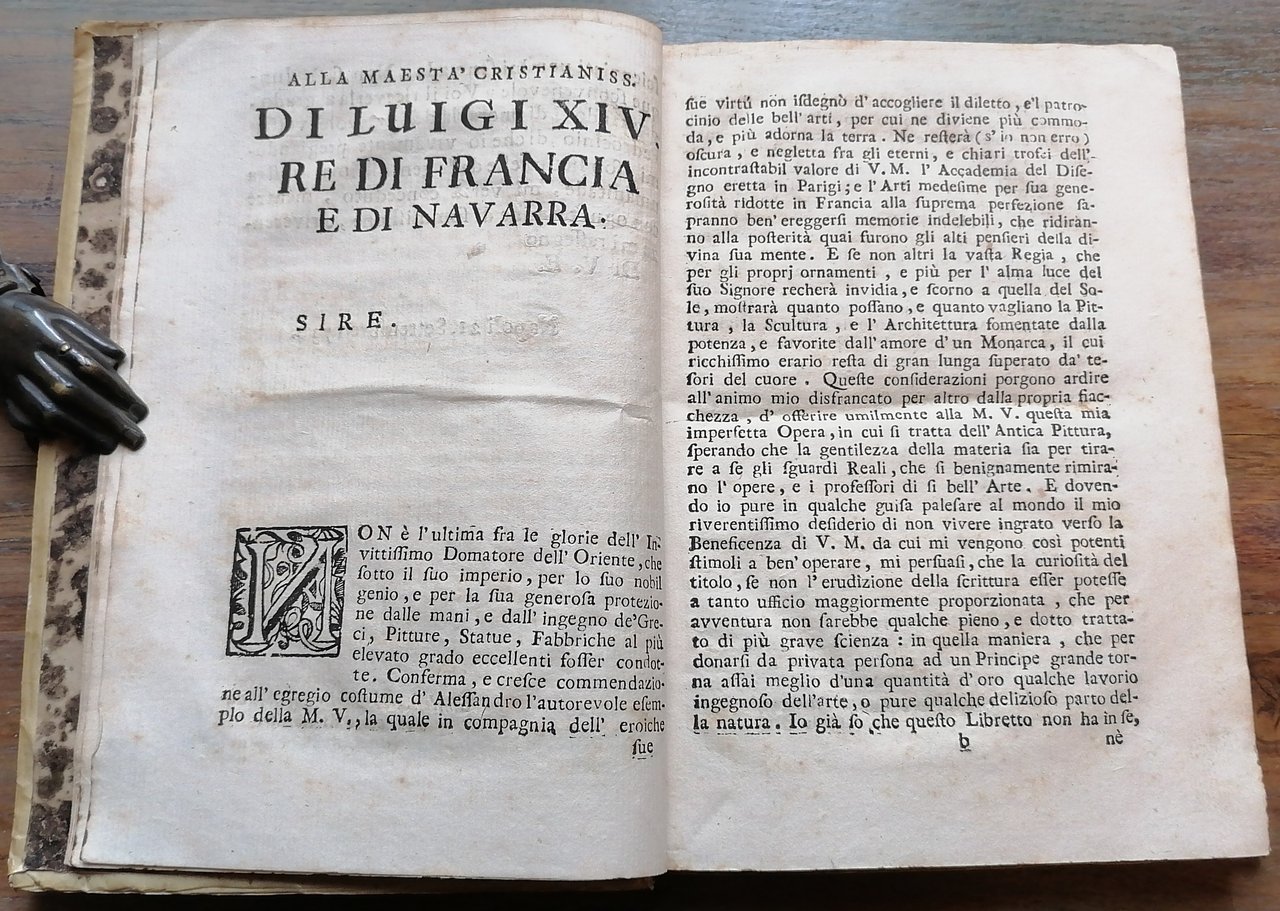 ALLA MAESTA' CRISTIANISS.
DI LUIGI XIV
RE DI FRANCIA
E DI NAVARRA.
SIRE.
NON è l'ultima fra le glorie dell' In-
vittiſſimo Domatore dell' Oriente, che
ſotto il ſuo imperio, per lo ſuo nobil
genio, e per la ſua generoſa protezio-
ne dalle mani, e dall' ingegno de'Gre-
ci, Pitture, Statue, Fabbriche al più
elevato grado eccellenti foſſer condot-
te. Conferma, e creſce commendazio-
ne all' egregio coſtume d' Aleſſandro l'autorevole eſem-
plo della M. V., la quale in compagnia dell' eroiche
ſue
ſue virtú non iſdegnò d' accogliere il diletto, e'l patro-
cinio delle bell' arti, per cui ne diviene più commo-
da, e più adorna la terra. Ne reſterà (s' io non erro)
oſcura, e negletta fra gli eterni, e chiari trofei dell'
incontraſtabil valore di V. M. l' Accademia del Diſe-
gno eretta in Parigi; e l' Arti medeſime per ſua gene-
roſità ridotte in Francia alla ſuprema perfezione ſa-
pranno ben' ereggerſi memorie indelebili, che ridiran-
no alla poſterità quai furono gli alti penſieri della di-
vina ſua mente. E ſe non altri la vaſta Regia, che
per gli proprj ornamenti, e più per l' alma luce del
ſuo Signore recherà invidia, e ſcorno a quella del So-
le, moſtrarà quanto poſſano, e quanto vagliano la Pit-
tura, la Scultura, e l' Architettura fomentate dalla
potenza, e favorite dall' amore d' un Monarca, il cui
ricchiſſimo erario reſta di gran lunga ſuperato da' te-
ſori del cuore. Queſte conſiderazioni porgono ardire
all' animo mio disfrancato per altro dalla propria fiac-
chezza, d' offerire umilmente alla M. V. queſta mia
imperfetta Opera, in cui ſi tratta dell' Antica Pittura,
ſperando che la gentilezza della materia ſia per tira-
re a ſe gli ſguardi Reali, che ſi benignamente rimira-
no l' opere, e i profeſſori di ſi bell' Arte. E doven-
do io pure in qualche guiſa paleſare al mondo il mio
riverentiſſimo deſiderio di non vivere ingrato verſo la
Beneficenza di V. M. da cui mi vengono così potenti
ſtimoli a ben' operare, mi perſuaſi, che la curioſità del
titolo, ſe non l' erudizione della ſcrittura eſſer poteſſe
a tanto ufficio maggiormente proporzionata, che per
avventura non ſarebbe qualche pieno, e dotto tratta-
to di più grave ſcienza: in quella maniera, che per
donarſi da privata perſona ad un Principe grande tor-
na aſſai meglio d'una quantità d' oro qualche lavorio
ingegnoſo dell'arte, o pure qualche delizioſo parto del-
la natura. Io già ſo che queſto Libretto non ha in ſe,
b nè